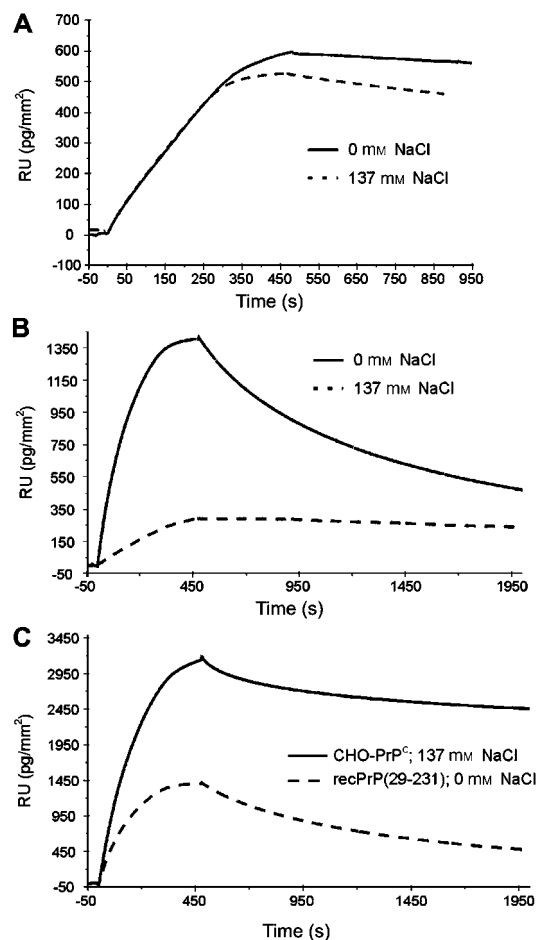 A
700
600
500
400
300
200
100
0
-100
RU (pg/mm²)
0 mM NaCl
137 mM NaCl
-50 50 150 250 350 450 550 650 750 850 950
Time (s)
B
1350
1150
950
750
550
350
150
-50
RU (pg/mm²)
0 mM NaCl
137 mM NaCl
-50 450 950 1450 1950
Time (s)
C
3450
2950
2450
1950
1450
950
450
-50
RU (pg/mm²)
CHO-PrPᶜ; 137 mM NaCl
recPrP(29-231); 0 mM NaCl
-50 450 950 1450 1950
Time (s)